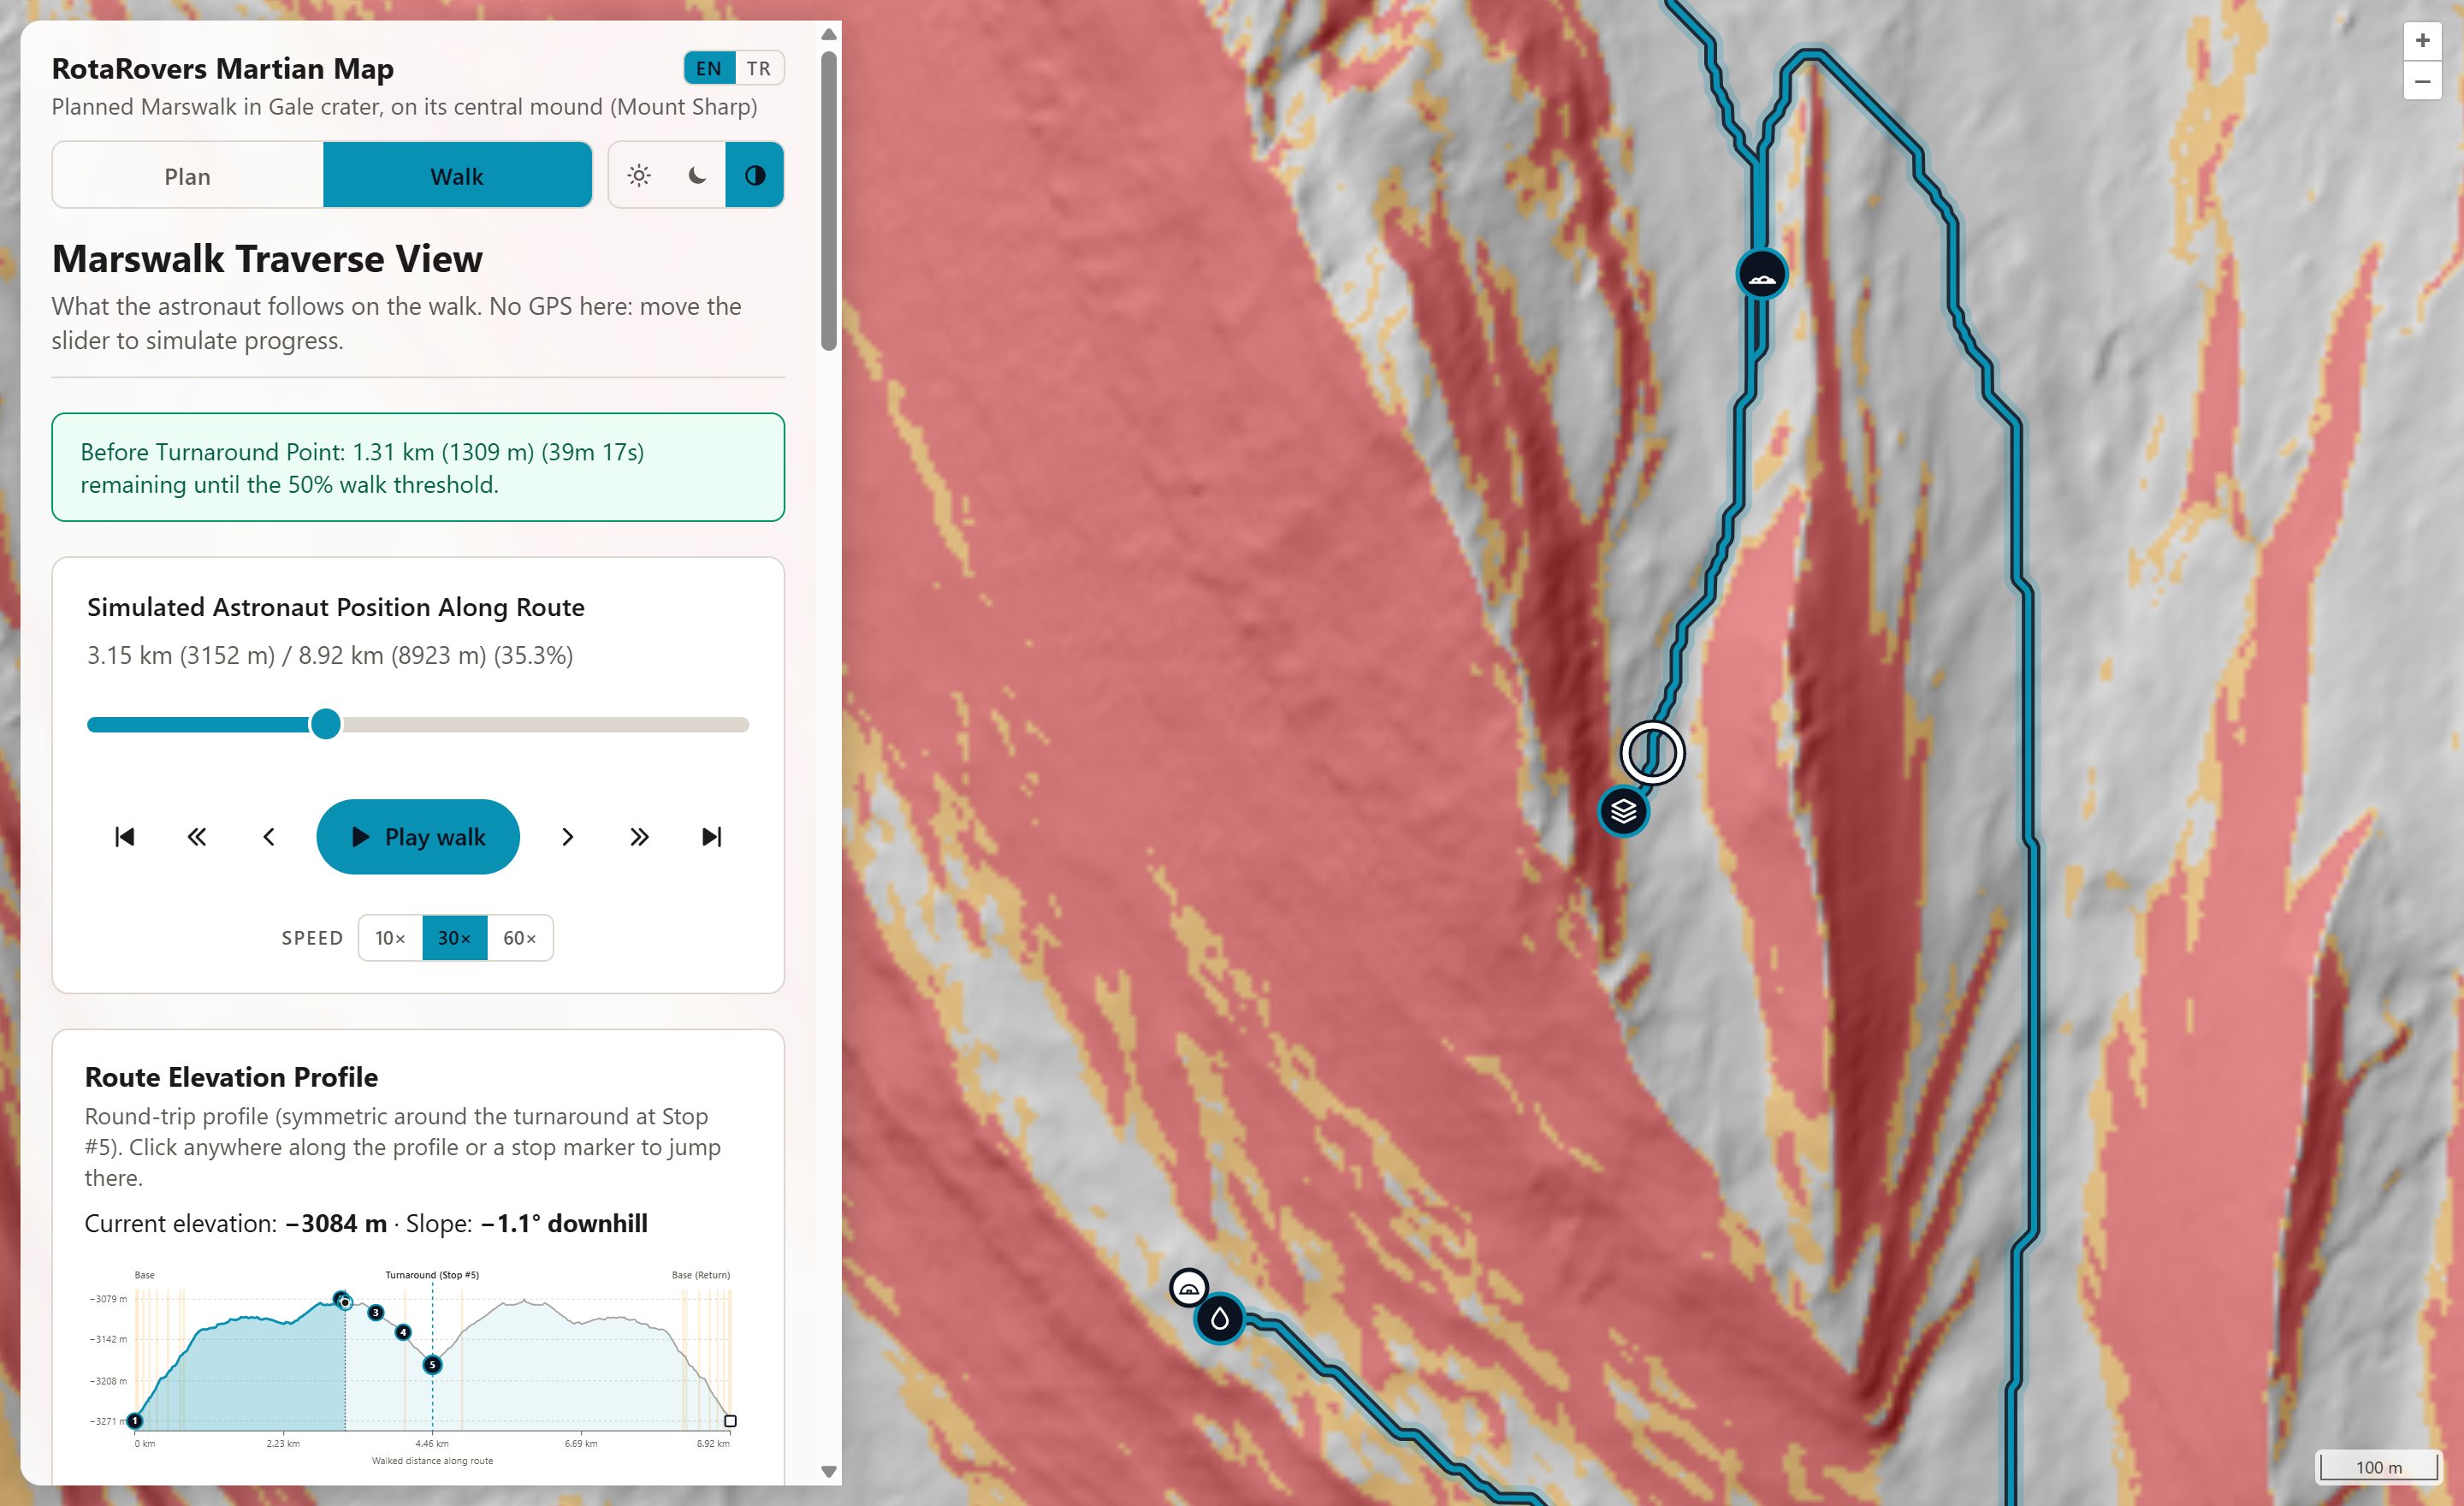 RotaRovers Martian Map
EN TR
Planned Marswalk in Gale crater, on its central mound (Mount Sharp)
Plan Walk
Marswalk Traverse View
What the astronaut follows on the walk. No GPS here: move the
slider to simulate progress.
Before Turnaround Point: 1.31 km (1309 m) (39m 17s)
remaining until the 50% walk threshold.
Simulated Astronaut Position Along Route
3.15 km (3152 m) / 8.92 km (8923 m) (35.3%)
Play walk
SPEED 10× 30× 60×
Route Elevation Profile
Round-trip profile (symmetric around the turnaround at Stop
#5). Click anywhere along the profile or a stop marker to jump
there.
Current elevation: −3084 m · Slope: −1.1° downhill
Base Turnaround (Stop #5) Base (Return)
−3079 m
3
4
−3142 m
5
−3208 m
−3271 m 1
0 km 2.23 km 4.46 km 6.69 km 8.92 km
Walked distance along route
+
−
100 m